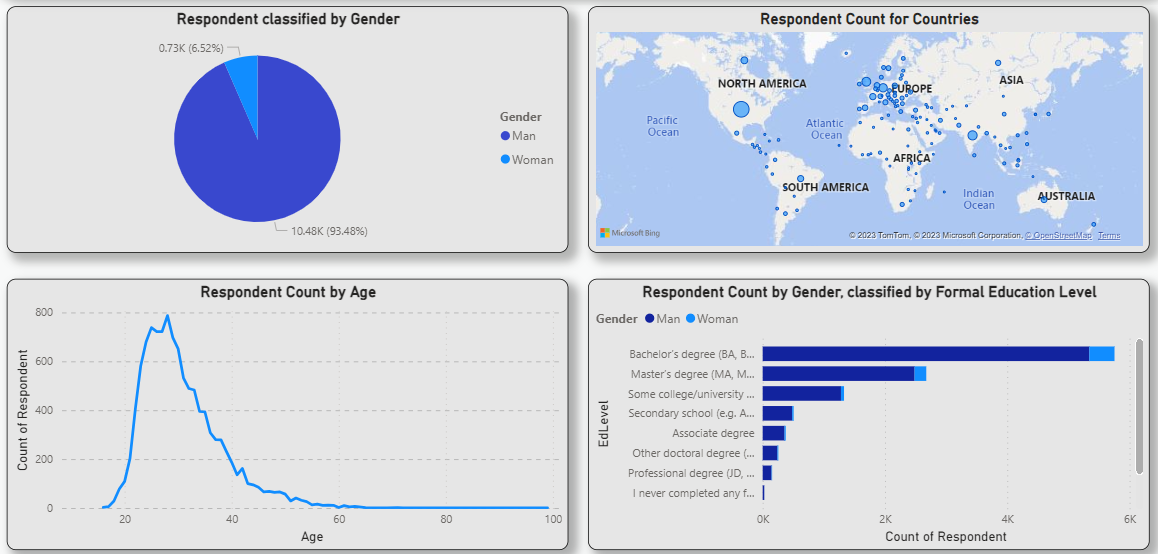 Respondent classified by Gender
0.73K (6.52%)
10.48K (93.48%)
Gender
Man
Woman
Respondent Count for Countries
NORTH AMERICA
EUROPE
ASIA
Pacific
Ocean
Atlantic
Ocean
AFRICA
SOUTH AMERICA
Indian
Ocean
AUSTRALIA
Microsoft Bing
© 2023 TomTom, © 2023 Microsoft Corporation, © OpenStreetMap Terms
Respondent Count by Age
Count of Respondent
800
600
400
200
0
20 40 60 80 100
Age
Respondent Count by Gender, classified by Formal Education Level
Gender Man Woman
EdLevel
Bachelor's degree (BA, B...
Master's degree (MA, M...
Some college/university ...
Secondary school (e.g. A...
Associate degree
Other doctoral degree (...
Professional degree (JD, ...
I never completed any f...
0K 2K 4K 6K
Count of Respondent